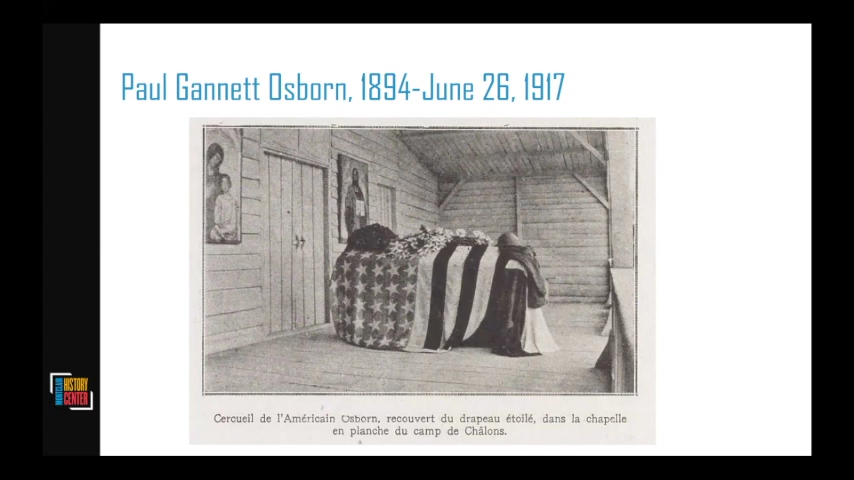 Paul Gannett Osborn, 1894-June 26, 1917
Cercueil de l'Américain Osborn, recouvert du drapeau étoilé, dans la chapelle
en planche du camp de Châlons.
MONTCLAIR
HISTORY
CENTER